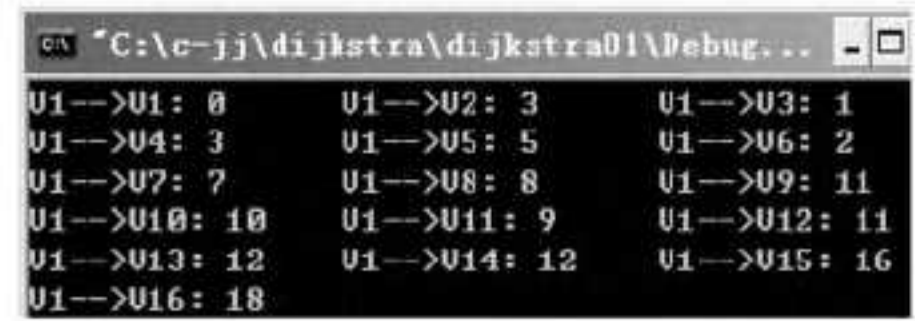 "C:\c-jj\dijkstra\dijkstra01\Debug...
V1-->V1: 0 V1-->V2: 3 V1-->V3: 1
V1-->V4: 3 V1-->V5: 5 V1-->V6: 2
V1-->V7: 7 V1-->V8: 8 V1-->V9: 11
V1-->V10: 10 V1-->V11: 9 V1-->V12: 11
V1-->V13: 12 V1-->V14: 12 V1-->V15: 16
V1-->V16: 18